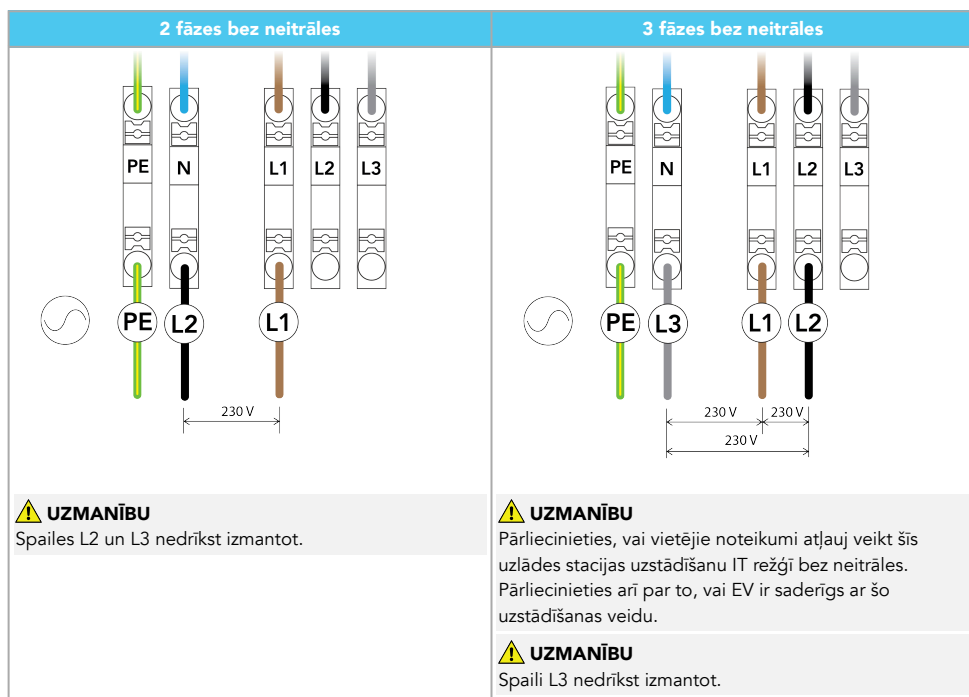 2 fāzes bez neitrāles
PE N L1 L2 L3
PE L2 L1
230 V
⚠ UZMANĪBU
Spailes L2 un L3 nedrīkst izmantot.
3 fāzes bez neitrāles
PE N L1 L2 L3
PE L3 L1 L2
230 V 230 V
230 V
⚠ UZMANĪBU
Pārliecinieties, vai vietējie noteikumi atļauj veikt šīs
uzlādes stacijas uzstādīšanu IT režģī bez neitrāles.
Pārliecinieties arī par to, vai EV ir saderīgs ar šo
uzstādīšanas veidu.
⚠ UZMANĪBU
Spaili L3 nedrīkst izmantot.